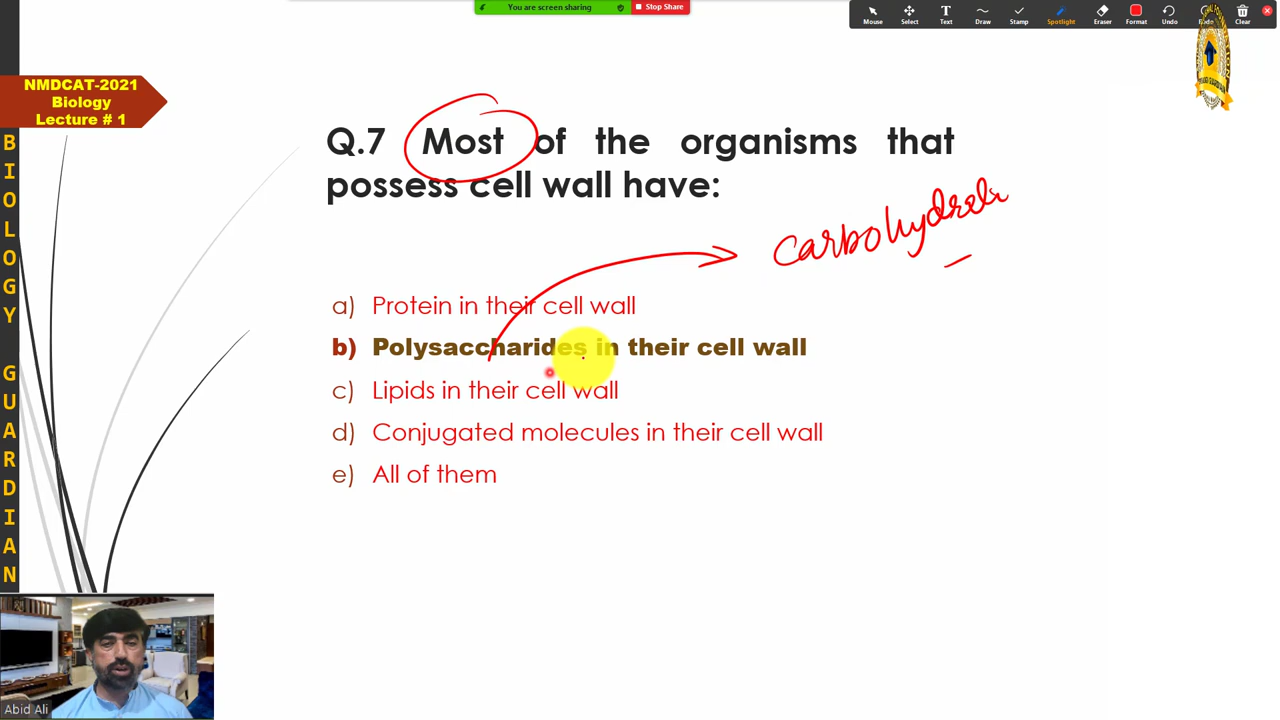 You are screen sharing
Stop Share
Mouse
Select
Text
Draw
Stamp
Spotlight
Eraser
Format
Undo
Redo
Clear
NMDCAT-2021
Biology
Lecture # 1
BIOLOGY GUARDIAN
Q.7 Most of the organisms that
possess cell wall have:
carbohydrate
a) Protein in their cell wall
b) Polysaccharides in their cell wall
c) Lipids in their cell wall
d) Conjugated molecules in their cell wall
e) All of them
Abid Ali